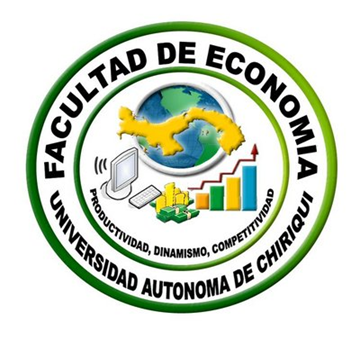 FACULTAD DE ECONOMIA
PRODUCTIVIDAD, DINAMISMO, COMPETITIVIDAD
UNIVERSIDAD AUTONOMA DE CHIRIQUI